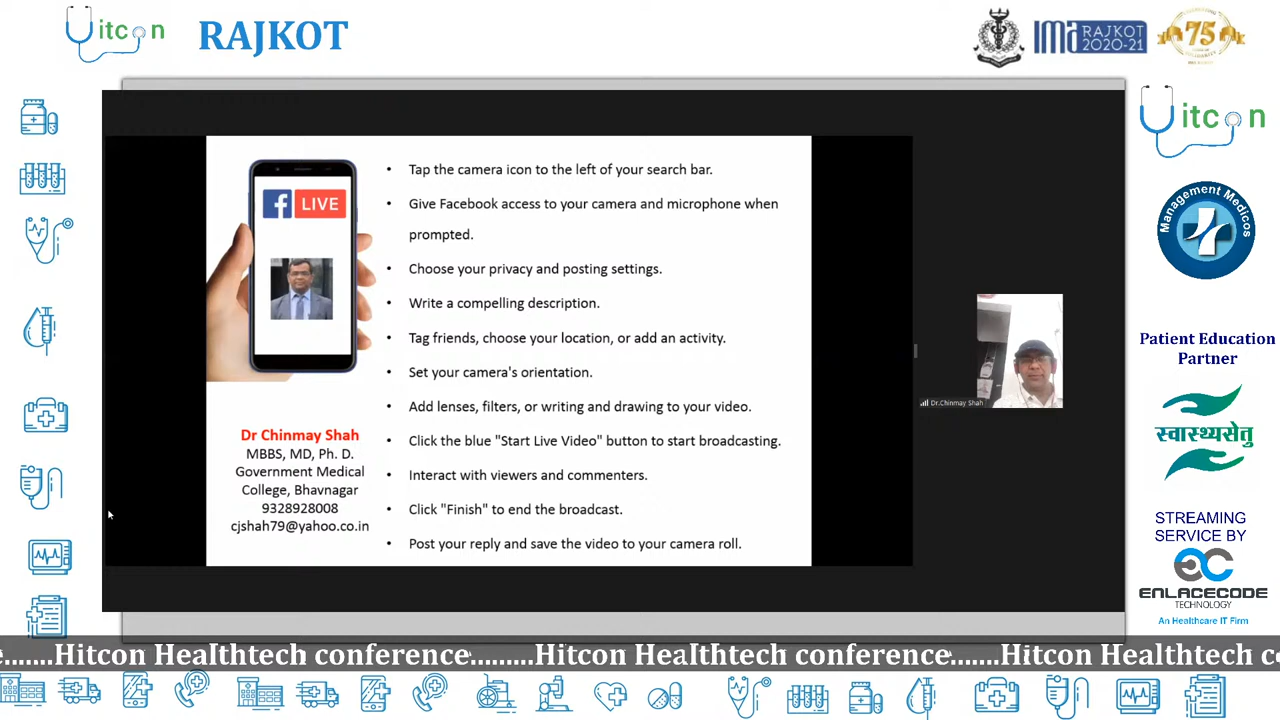 itcon
RAJKOT
IMA RAJKOT
2020-21
75
itcon
Management Medicos
Patient Education
Partner
स्वास्थ्यसेतु
STREAMING
SERVICE BY
ENLACECODE
TECHNOLOGY
An Healthcare IT Firm
f LIVE
Dr Chinmay Shah
MBBS, MD, Ph. D.
Government Medical
College, Bhavnagar
9328928008
cjshah79@yahoo.co.in
• Tap the camera icon to the left of your search bar.
• Give Facebook access to your camera and microphone when
prompted.
• Choose your privacy and posting settings.
• Write a compelling description.
• Tag friends, choose your location, or add an activity.
• Set your camera's orientation.
• Add lenses, filters, or writing and drawing to your video.
• Click the blue "Start Live Video" button to start broadcasting.
• Interact with viewers and commenters.
• Click "Finish" to end the broadcast.
• Post your reply and save the video to your camera roll.
Dr.Chinmay Shah
e.......Hitcon Healthtech conference.........Hitcon Healthtech conference.......Hitcon Healthtech c